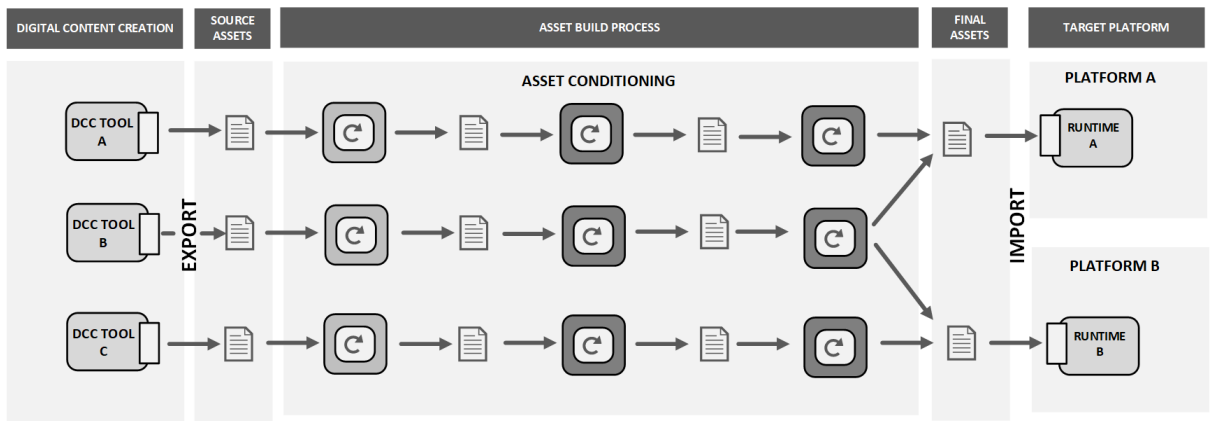 DIGITAL CONTENT CREATION
SOURCE
ASSETS
ASSET BUILD PROCESS
FINAL
ASSETS
TARGET PLATFORM
ASSET CONDITIONING
PLATFORM A
DCC TOOL
A
RUNTIME
A
DCC TOOL
B
EXPORT
IMPORT
PLATFORM B
DCC TOOL
C
RUNTIME
B